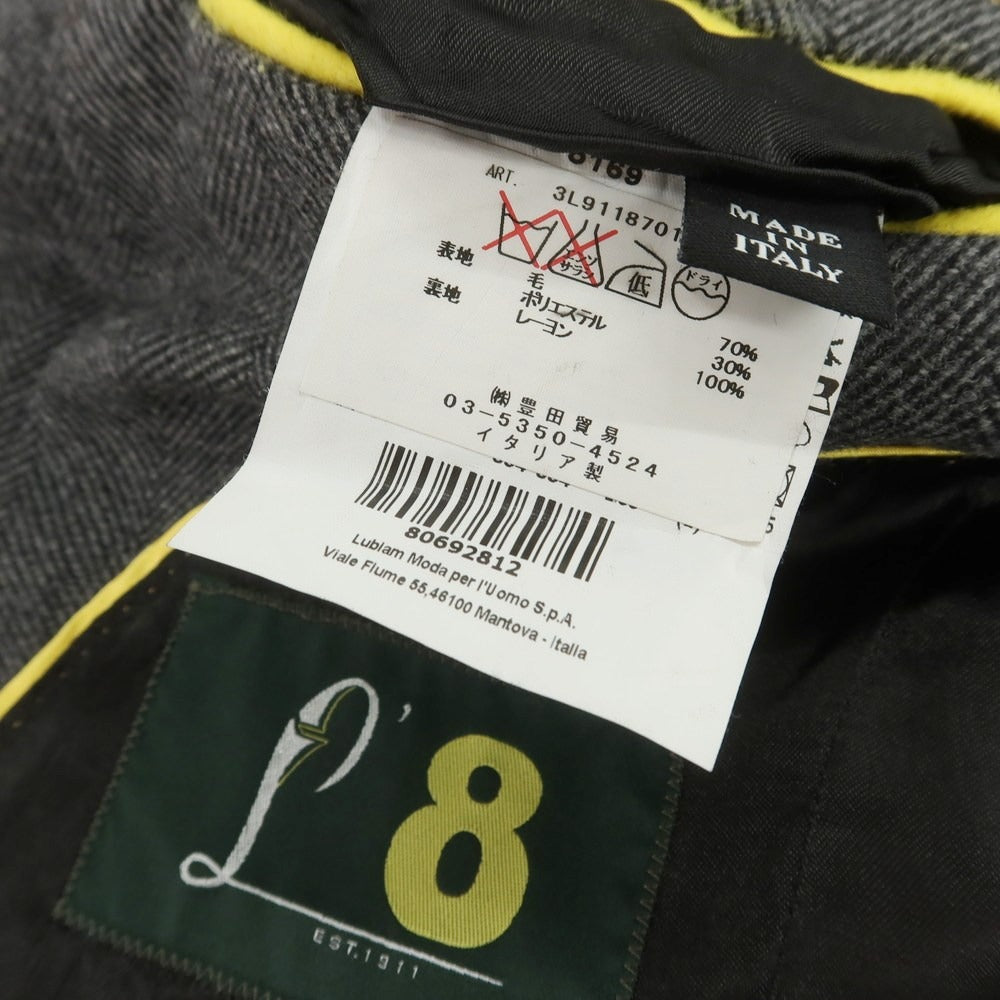 8169
ART. 3L9118701
MADE
IN
ITALY
低 ドライ
表地 毛 70%
ポリエステル 30%
裏地 レーヨン 100%
㈱豊田貿易
03-5350-4524
イタリア製
80692812
Lubiam Moda per l'Uomo S.p.A.
Viale Fiume 55,46100 Mantova - Italia
L'8
EST.1911